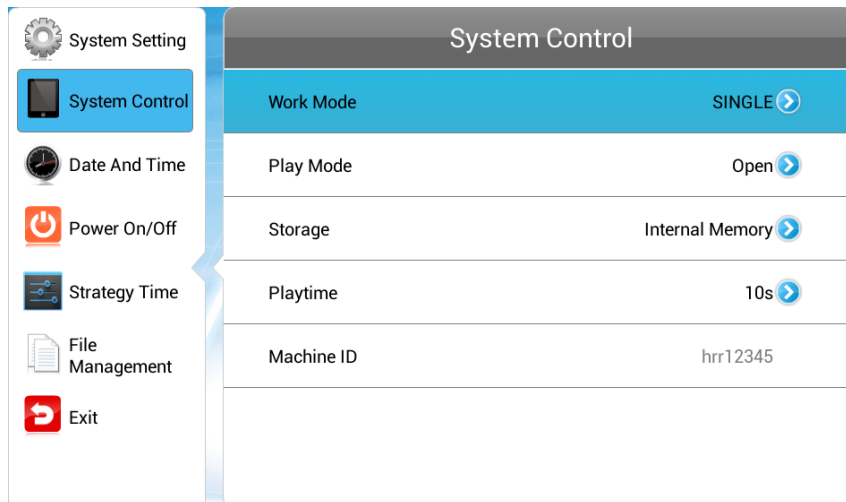 System Setting
System Control
Date And Time
Power On/Off
Strategy Time
File
Management
Exit
System Control
Work Mode SINGLE
Play Mode Open
Storage Internal Memory
Playtime 10s
Machine ID hrr12345